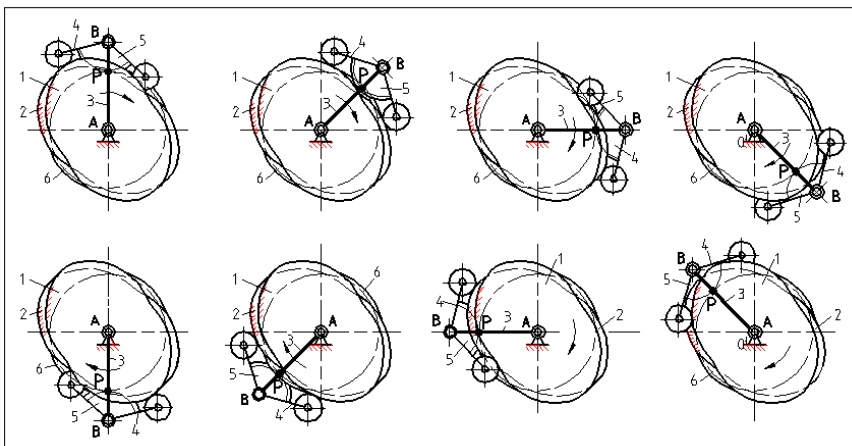 4 B 5 1 P 3 2 A 6
4 P B 1 5 3 2 A 6
1 5 3 B A P 4 2 6
1 A 0 3 P 4 2 B 5 6
1 A 2 3 6 P 5 B 4
6 1 A 2 3 P 5 B 4
1 4 3 A 2 B P 5 6
4 1 B 5 P 3 A 2 0 6